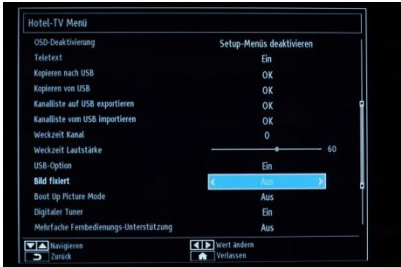 Hotel-TV Menü
OSD-Deaktivierung Setup-Menüs deaktivieren
Teletext Ein
Kopieren nach USB OK
Kopieren von USB OK
Kanalliste auf USB exportieren OK
Kanalliste vom USB importieren OK
Weckzeit Kanal 0
Weckzeit Lautstärke 60
USB-Option Ein
Bild fixiert Aus
Boot Up Picture Mode Aus
Digitaler Tuner Ein
Mehrfache Fernbedienungs-Unterstützung Aus
Navigieren Wert ändern
Zurück Verlassen